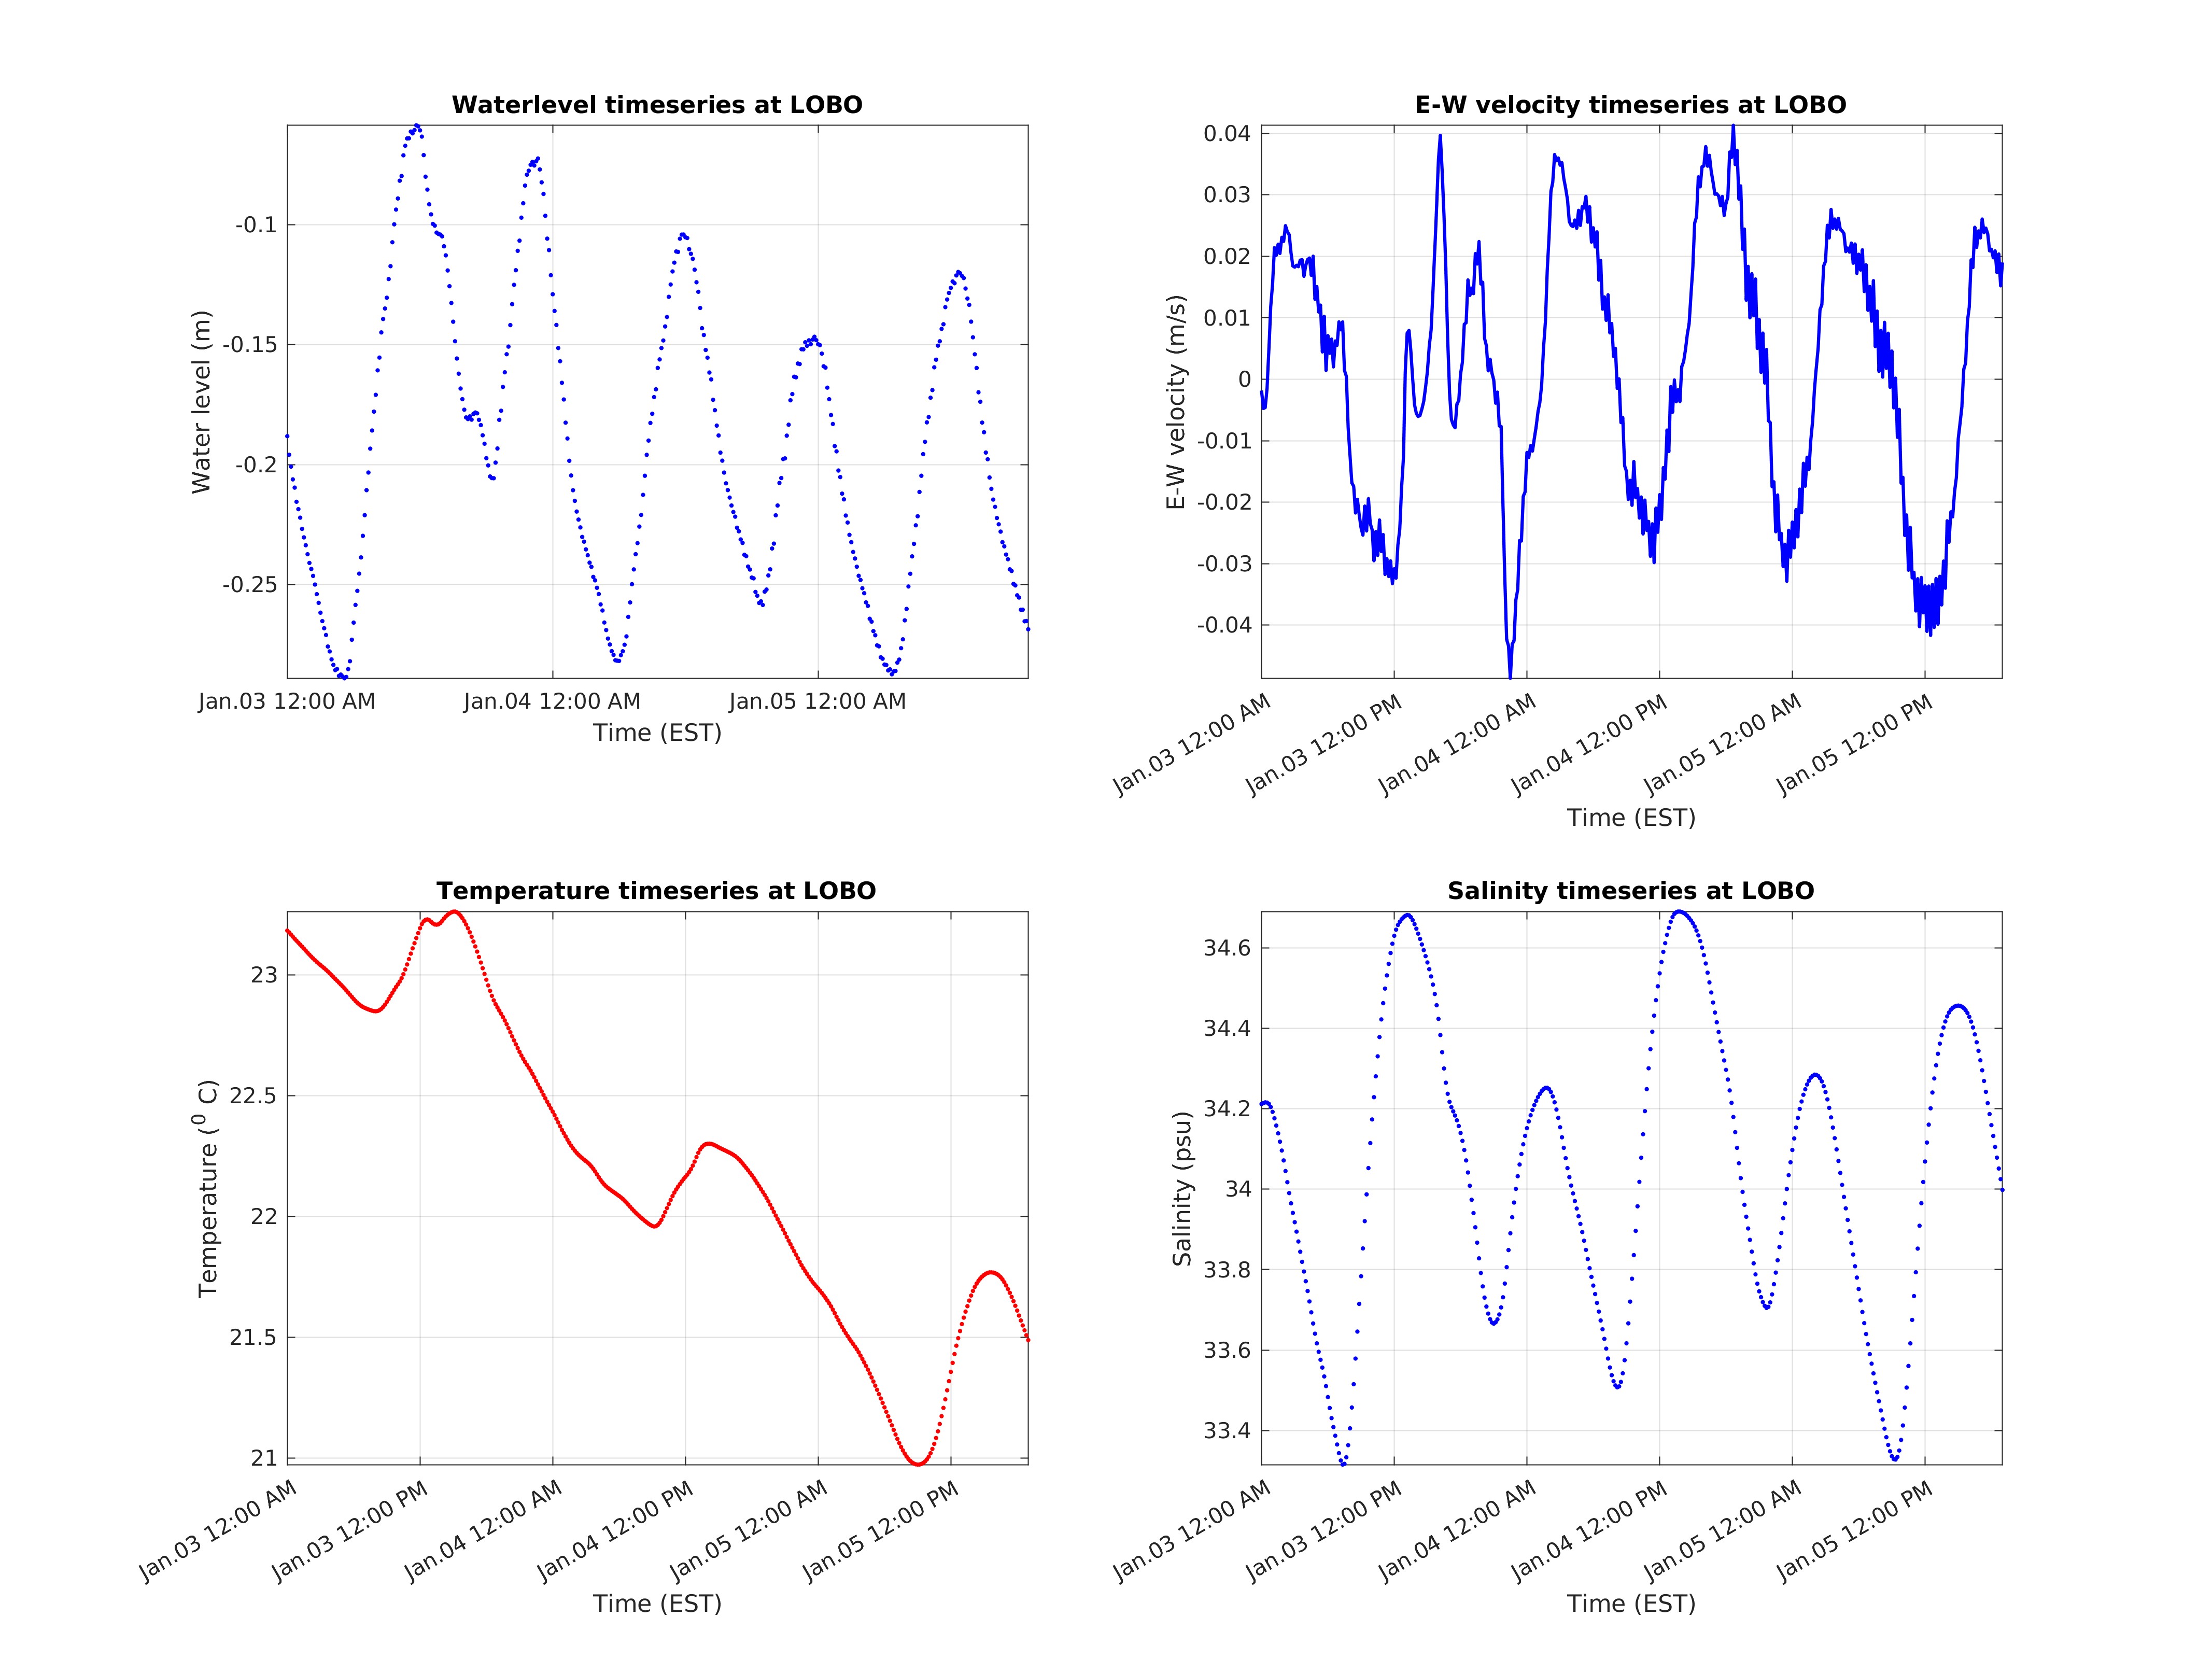 Waterlevel timeseries at LOBO
-0.1
-0.15
-0.2
-0.25
Water level (m)
Jan.03 12:00 AM
Jan.04 12:00 AM
Jan.05 12:00 AM
Time (EST)
E-W velocity timeseries at LOBO
0.04
0.03
0.02
0.01
0
-0.01
-0.02
-0.03
-0.04
E-W velocity (m/s)
Jan.03 12:00 AM
Jan.03 12:00 PM
Jan.04 12:00 AM
Jan.04 12:00 PM
Jan.05 12:00 AM
Jan.05 12:00 PM
Time (EST)
Temperature timeseries at LOBO
23
22.5
22
21.5
21
Temperature (⁰ C)
Jan.03 12:00 AM
Jan.03 12:00 PM
Jan.04 12:00 AM
Jan.04 12:00 PM
Jan.05 12:00 AM
Jan.05 12:00 PM
Time (EST)
Salinity timeseries at LOBO
34.6
34.4
34.2
34
33.8
33.6
33.4
Salinity (psu)
Jan.03 12:00 AM
Jan.03 12:00 PM
Jan.04 12:00 AM
Jan.04 12:00 PM
Jan.05 12:00 AM
Jan.05 12:00 PM
Time (EST)